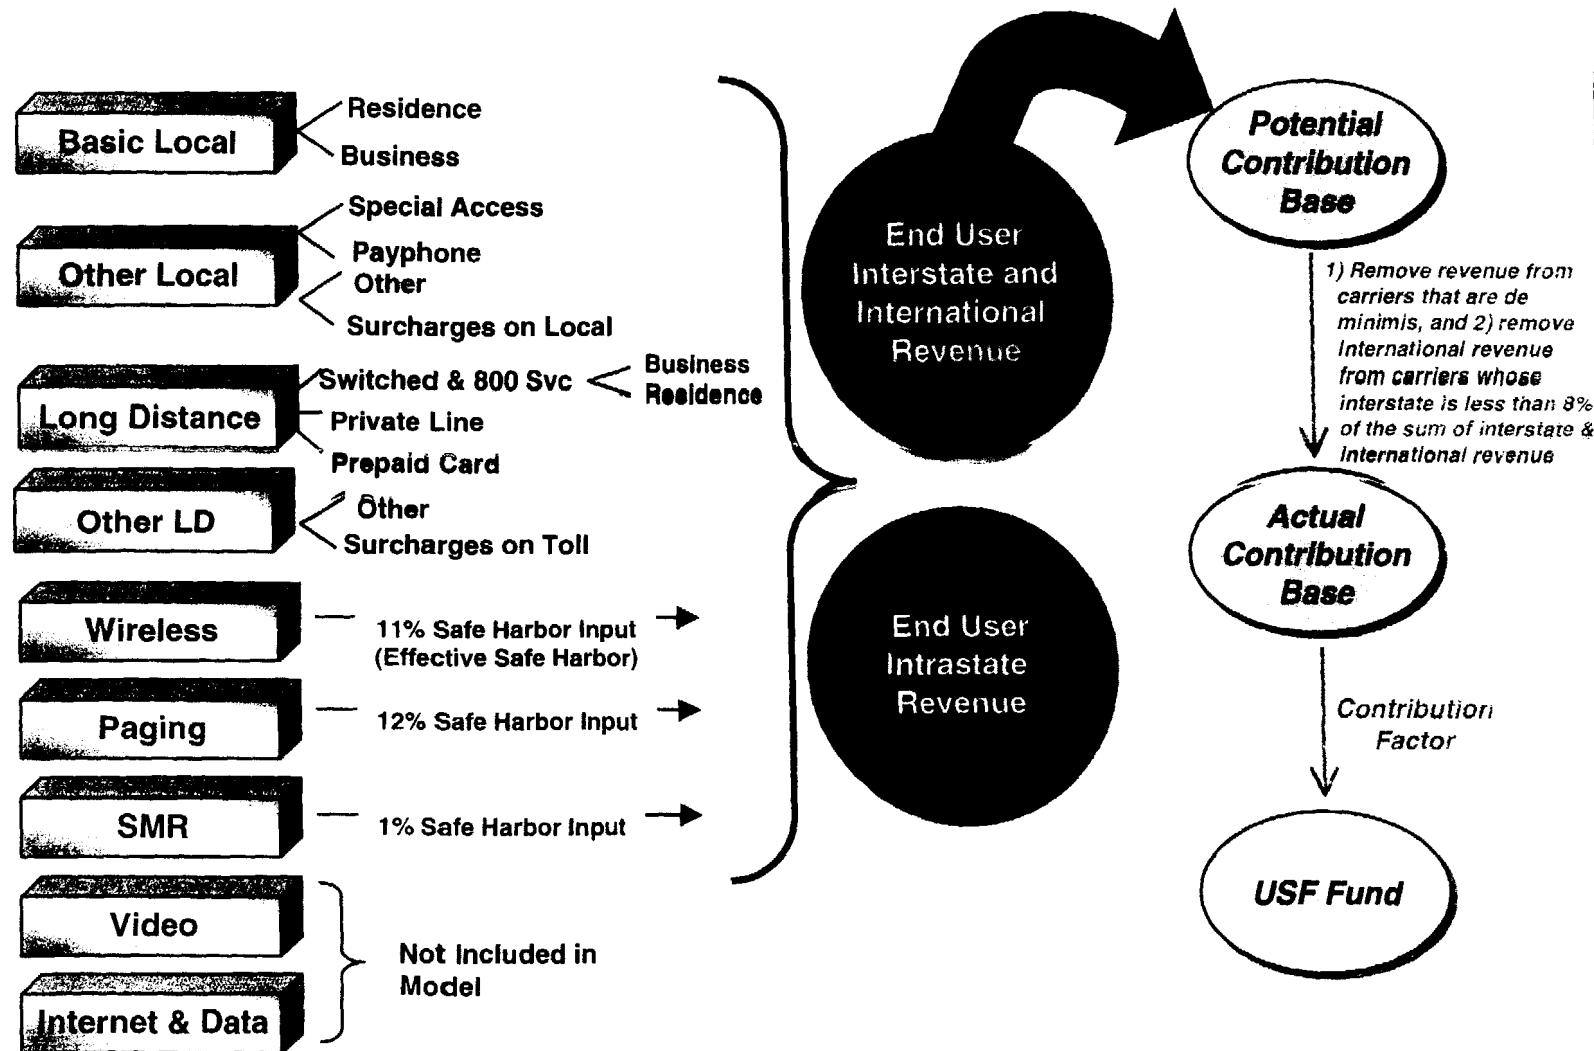 Basic Local
Residence
Business
Other Local
Special Access
Payphone
Other
Surcharges on Local
Long Distance
Switched & 800 Svc
Business
Residence
Private Line
Prepaid Card
Other LD
Other
Surcharges on Toll
Wireless
11% Safe Harbor Input
(Effective Safe Harbor)
Paging
12% Safe Harbor Input
SMR
1% Safe Harbor Input
Video
Internet & Data
Not Included in
Model
End User
Interstate and
International
Revenue
End User
Intrastate
Revenue
Potential
Contribution
Base
1) Remove revenue from
carriers that are de
minimis, and 2) remove
International revenue
from carriers whose
interstate is less than 8%
of the sum of interstate &
International revenue
Actual
Contribution
Base
Contribution
Factor
USF Fund